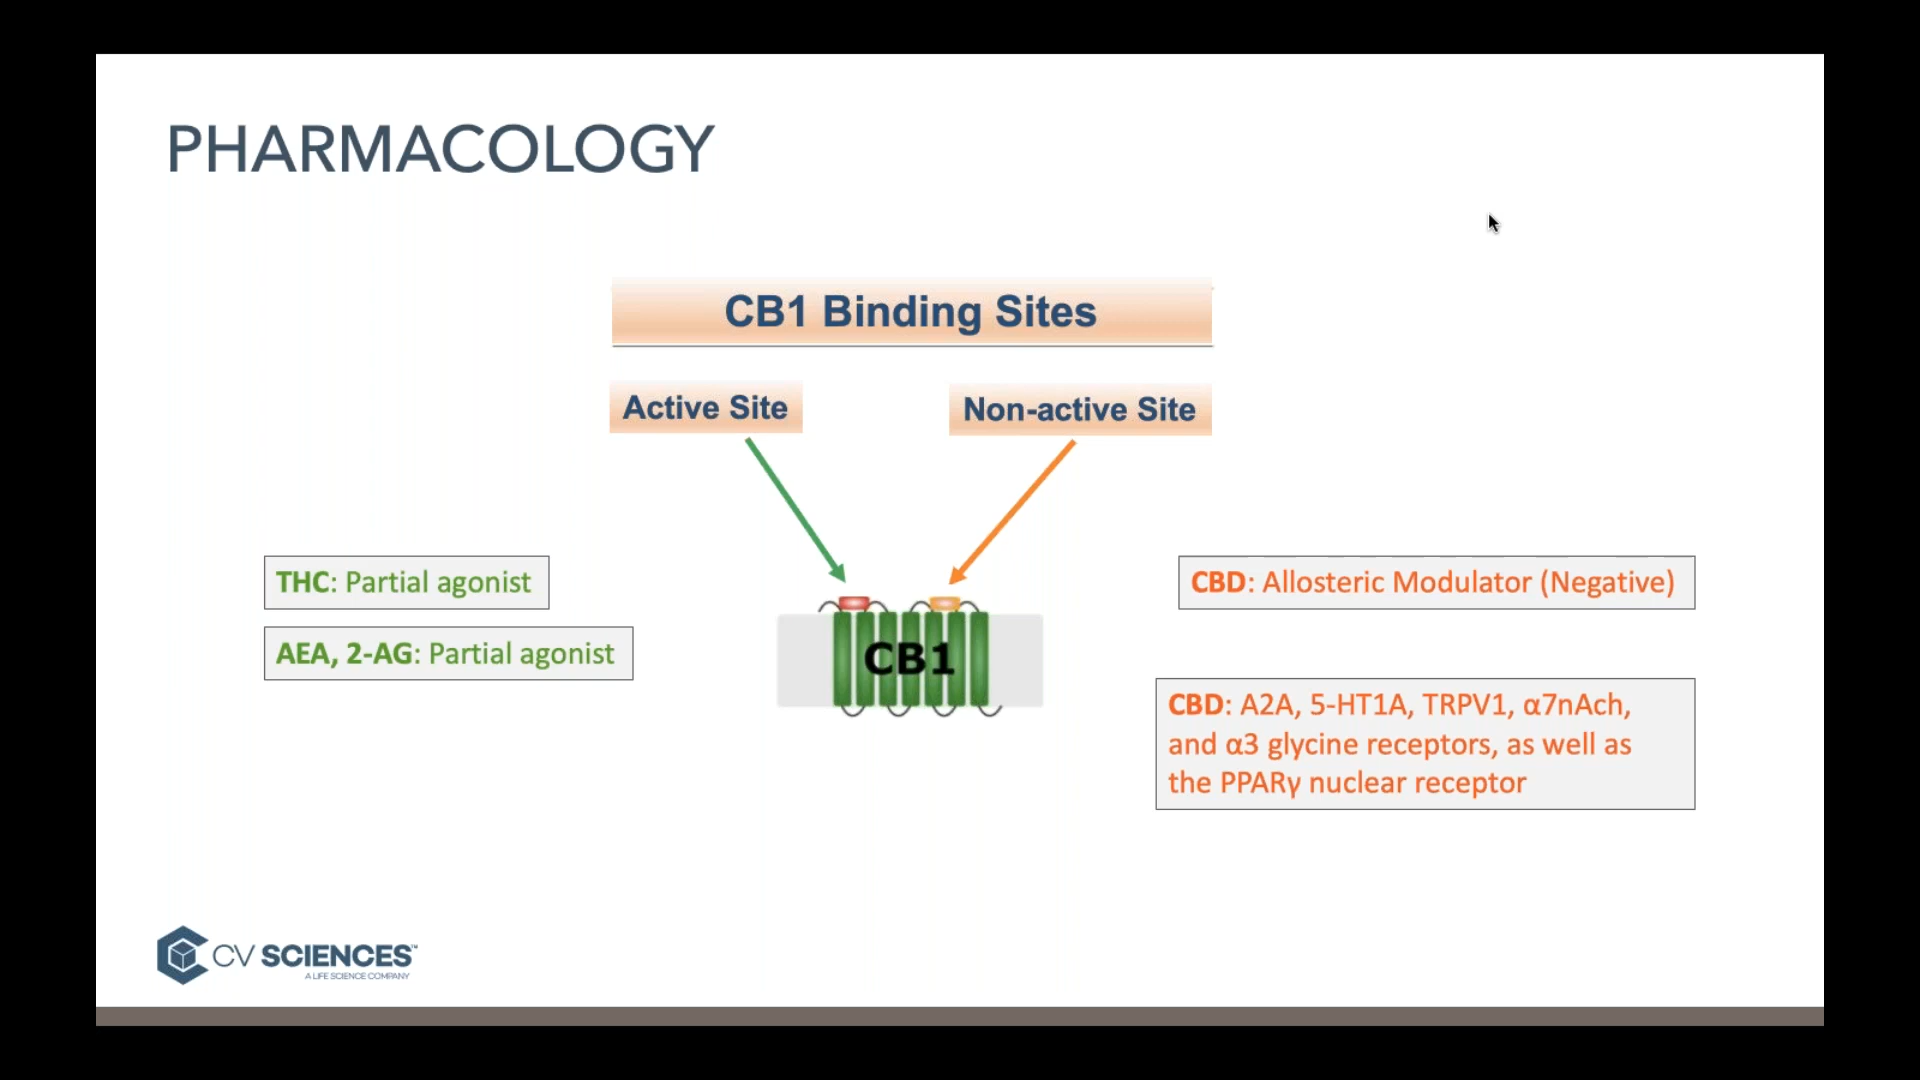 PHARMACOLOGY
CB1 Binding Sites
Active Site
Non-active Site
THC: Partial agonist
AEA, 2-AG: Partial agonist
CB1
CBD: Allosteric Modulator (Negative)
CBD: A2A, 5-HT1A, TRPV1, α7nAch,
and α3 glycine receptors, as well as
the PPARγ nuclear receptor
CV SCIENCES™
A LIFE SCIENCE COMPANY